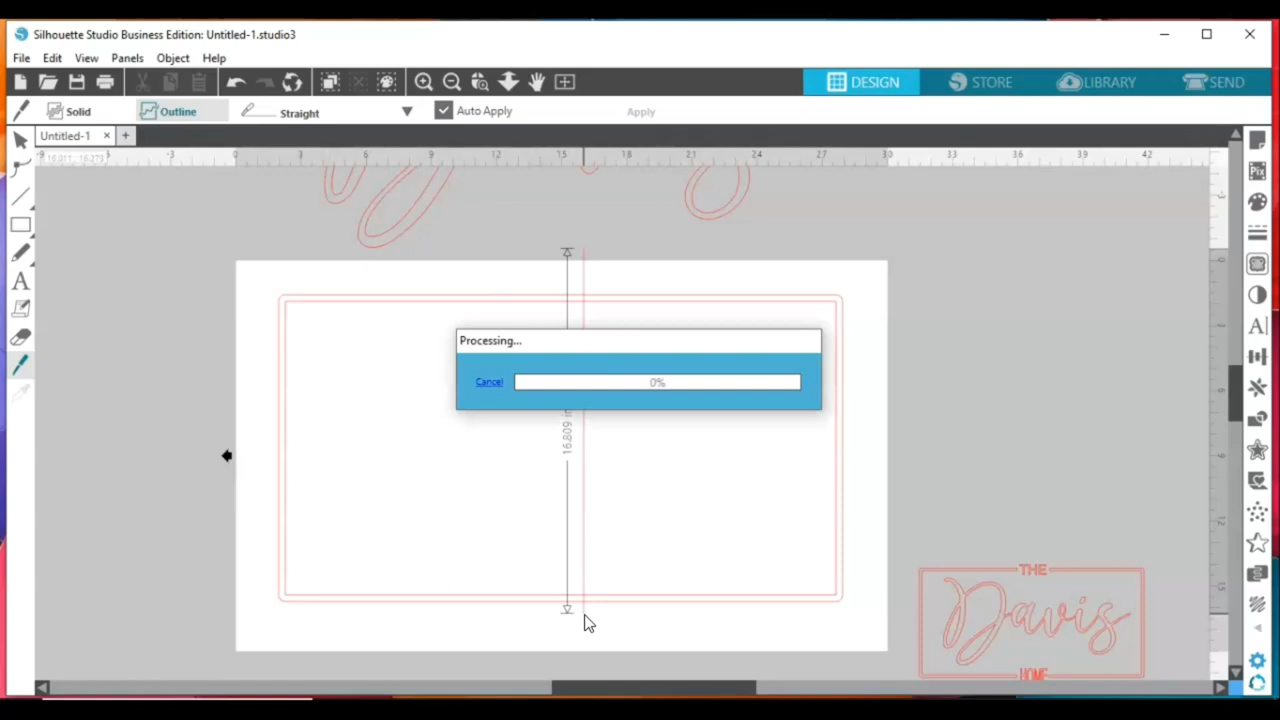 Silhouette Studio Business Edition: Untitled-1.studio3
File Edit View Panels Object Help
DESIGN STORE LIBRARY SEND
Solid Outline Straight Auto Apply Apply
Untitled-1
-3 0 3 6 9 12 15 18 21 24 27 30 33 36 39 42
Processing...
Cancel 0%
16.809 in
THE
Davis
HOME